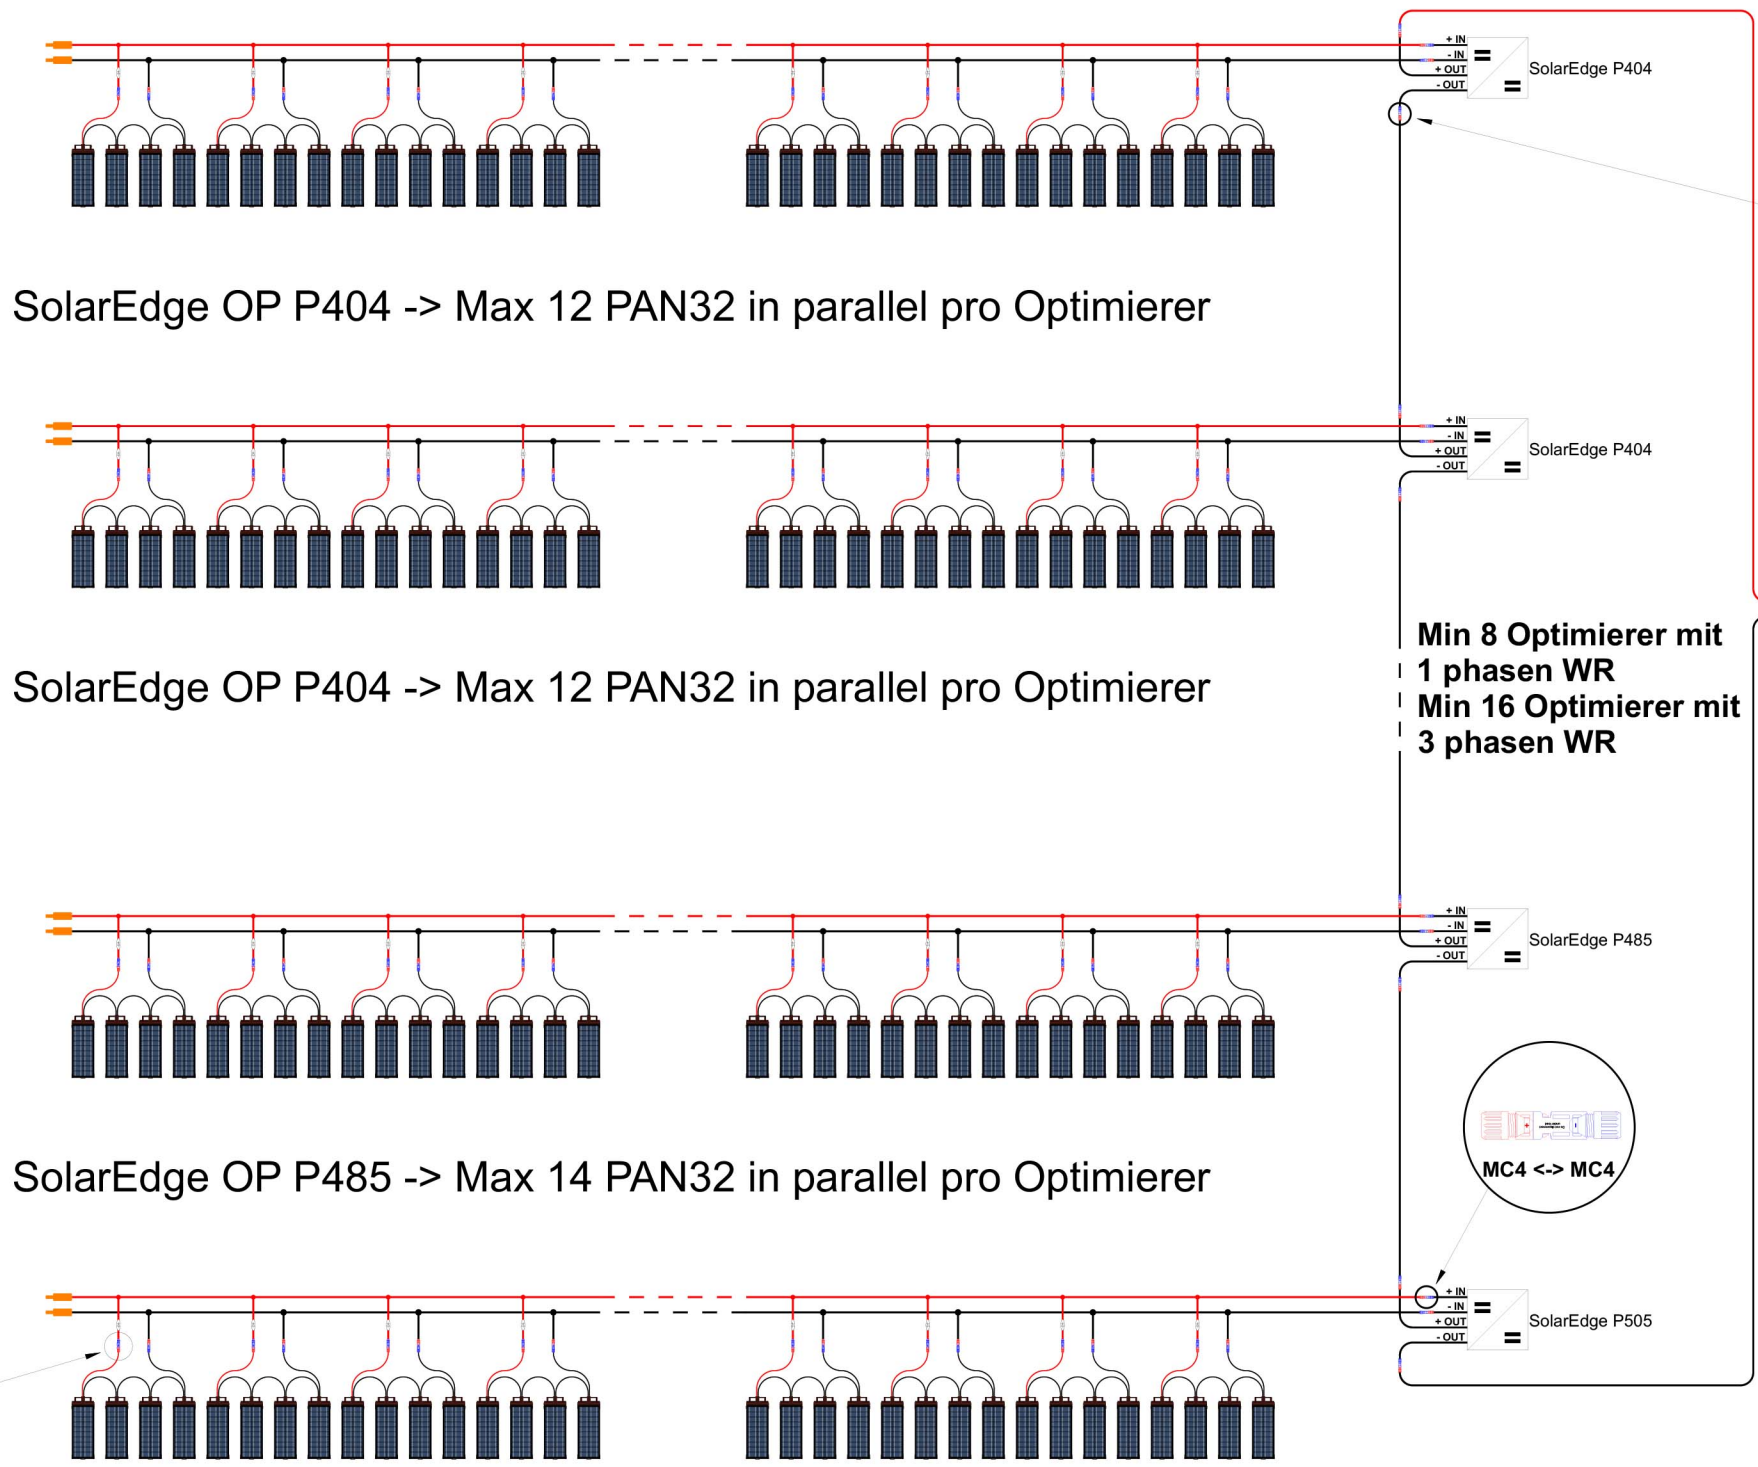 + IN
- IN
+ OUT
- OUT
SolarEdge P404
SolarEdge OP P404 -> Max 12 PAN32 in parallel pro Optimierer
+ IN
- IN
+ OUT
- OUT
SolarEdge P404
Min 8 Optimierer mit
1 phasen WR
Min 16 Optimierer mit
3 phasen WR
SolarEdge OP P404 -> Max 12 PAN32 in parallel pro Optimierer
+ IN
- IN
+ OUT
- OUT
SolarEdge P485
+ -
MC4 <-> MC4
SolarEdge OP P485 -> Max 14 PAN32 in parallel pro Optimierer
+ IN
- IN
+ OUT
- OUT
SolarEdge P505